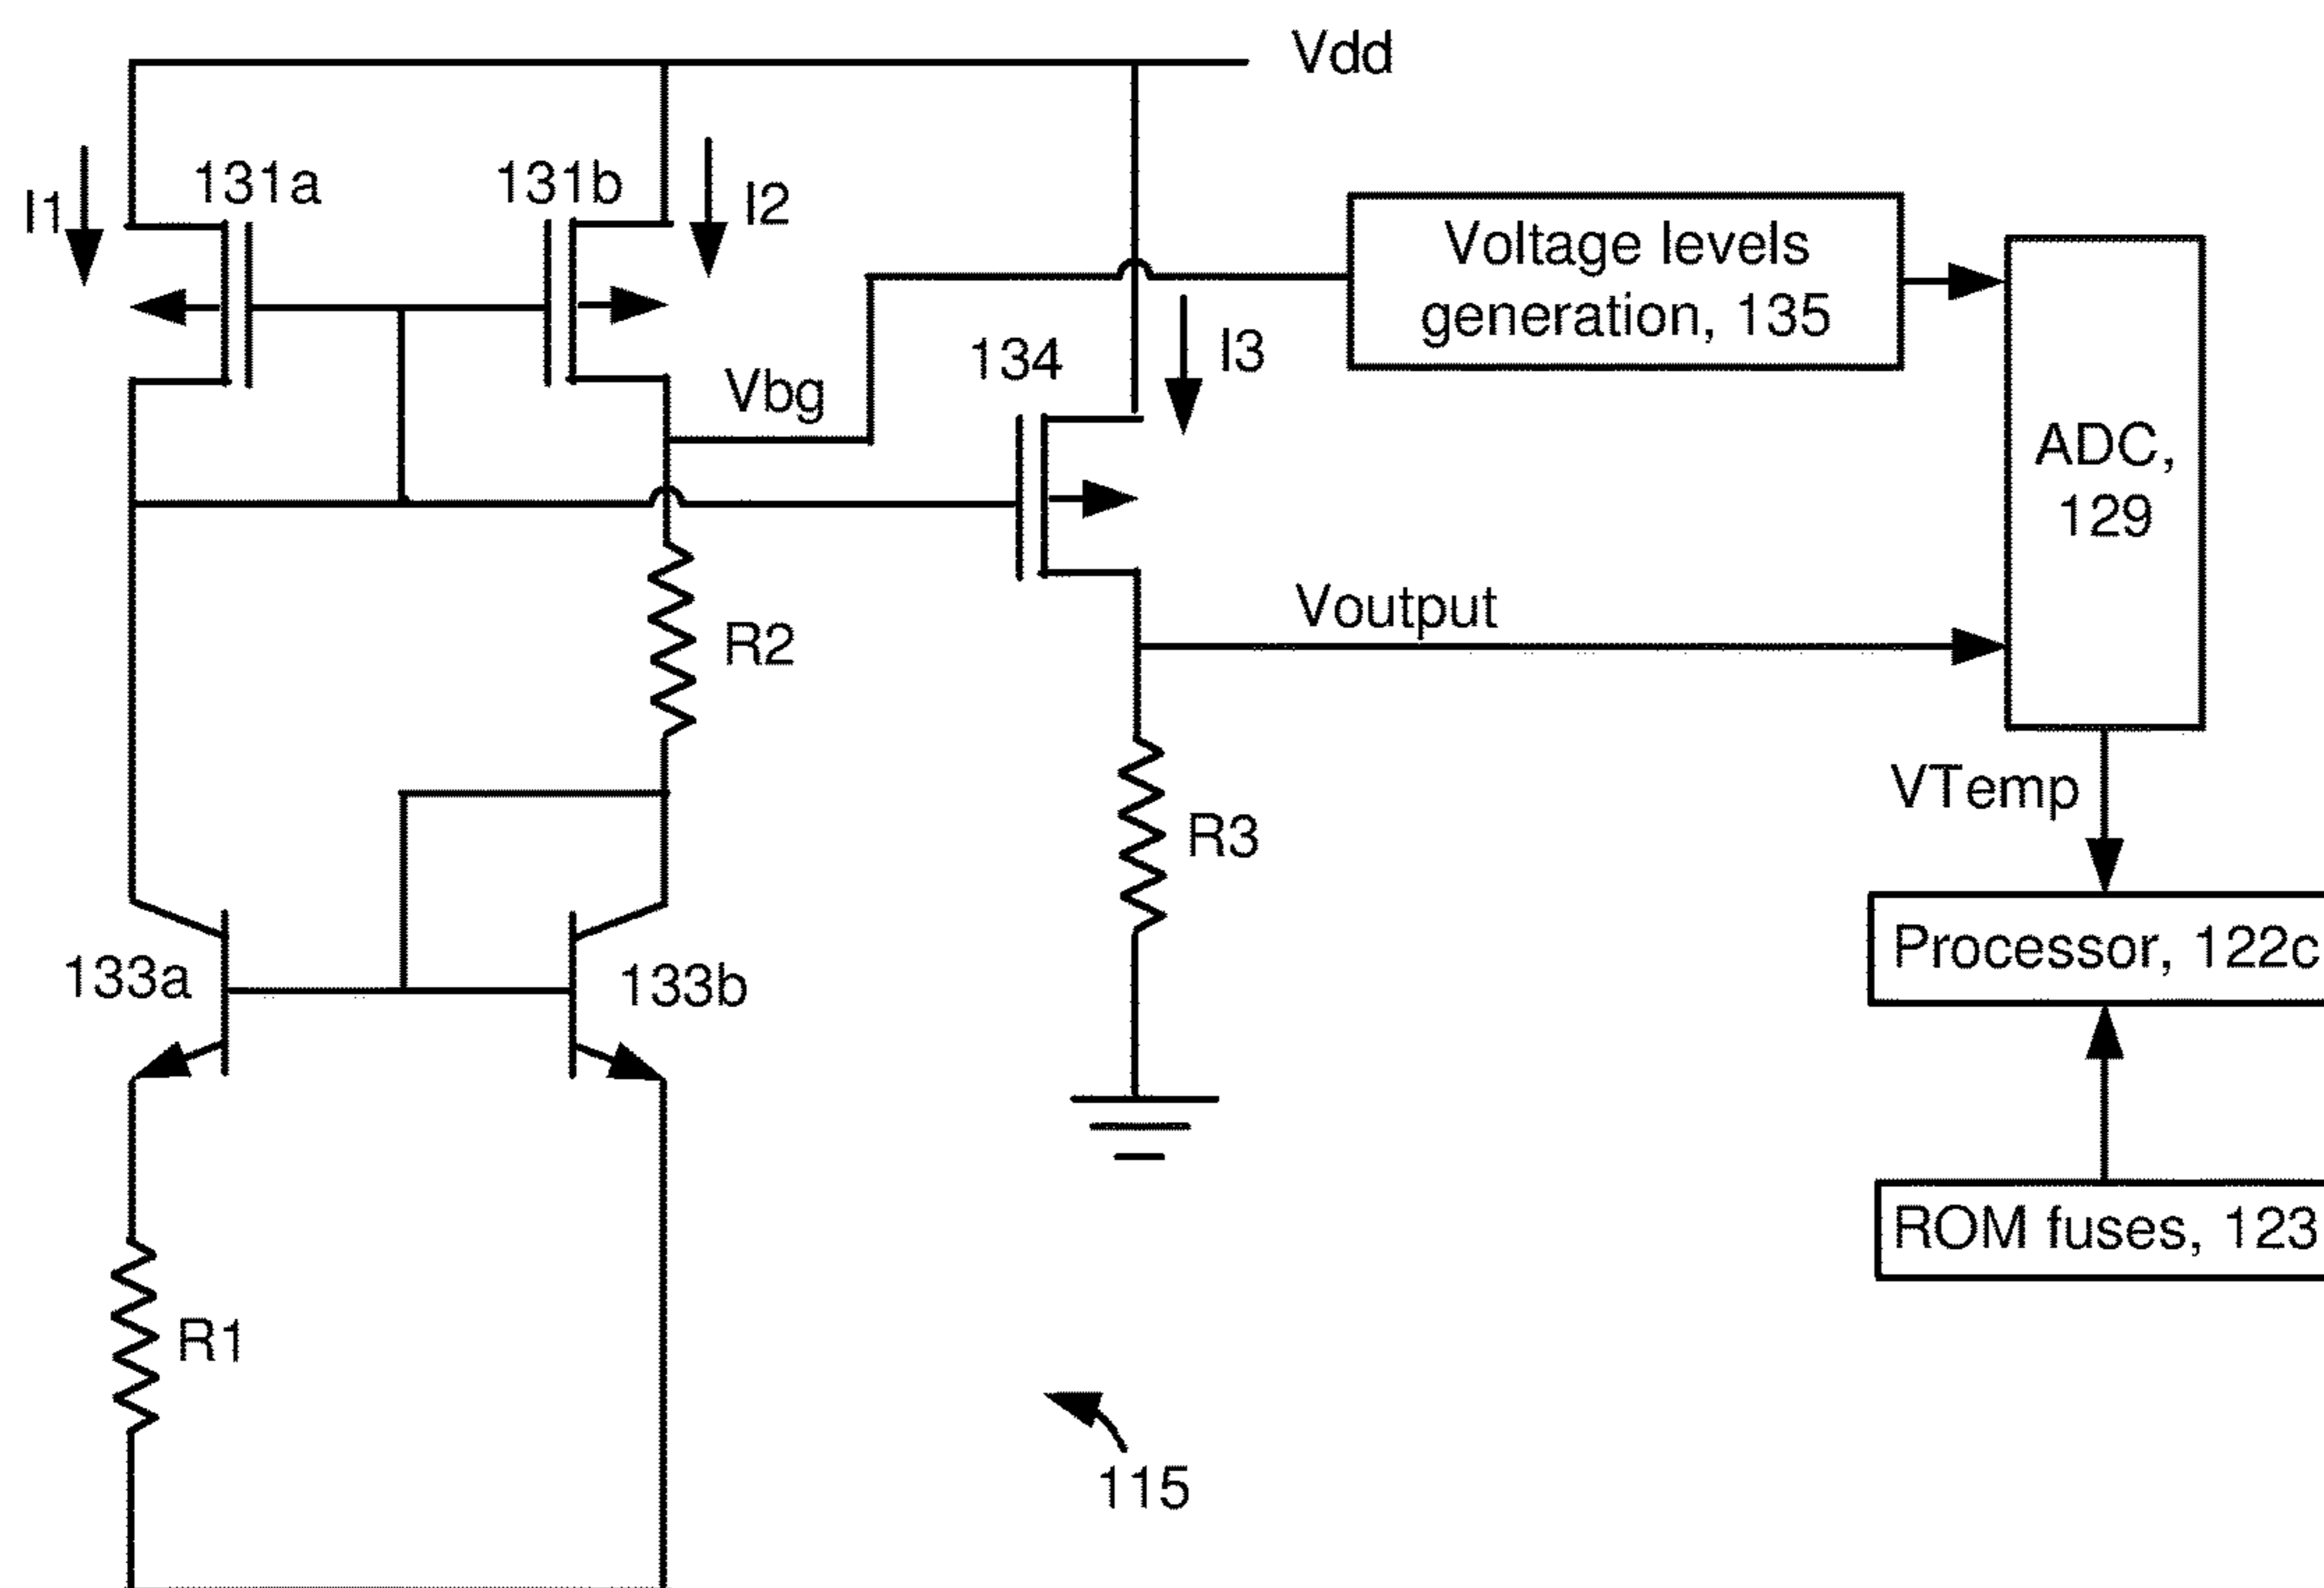 Vdd
I1
131a
131b
I2
Voltage levels
generation, 135
I3
134
Vbg
ADC,
129
Voutput
R2
VTemp
R3
Processor, 122c
133a
133b
ROM fuses, 123
R1
115